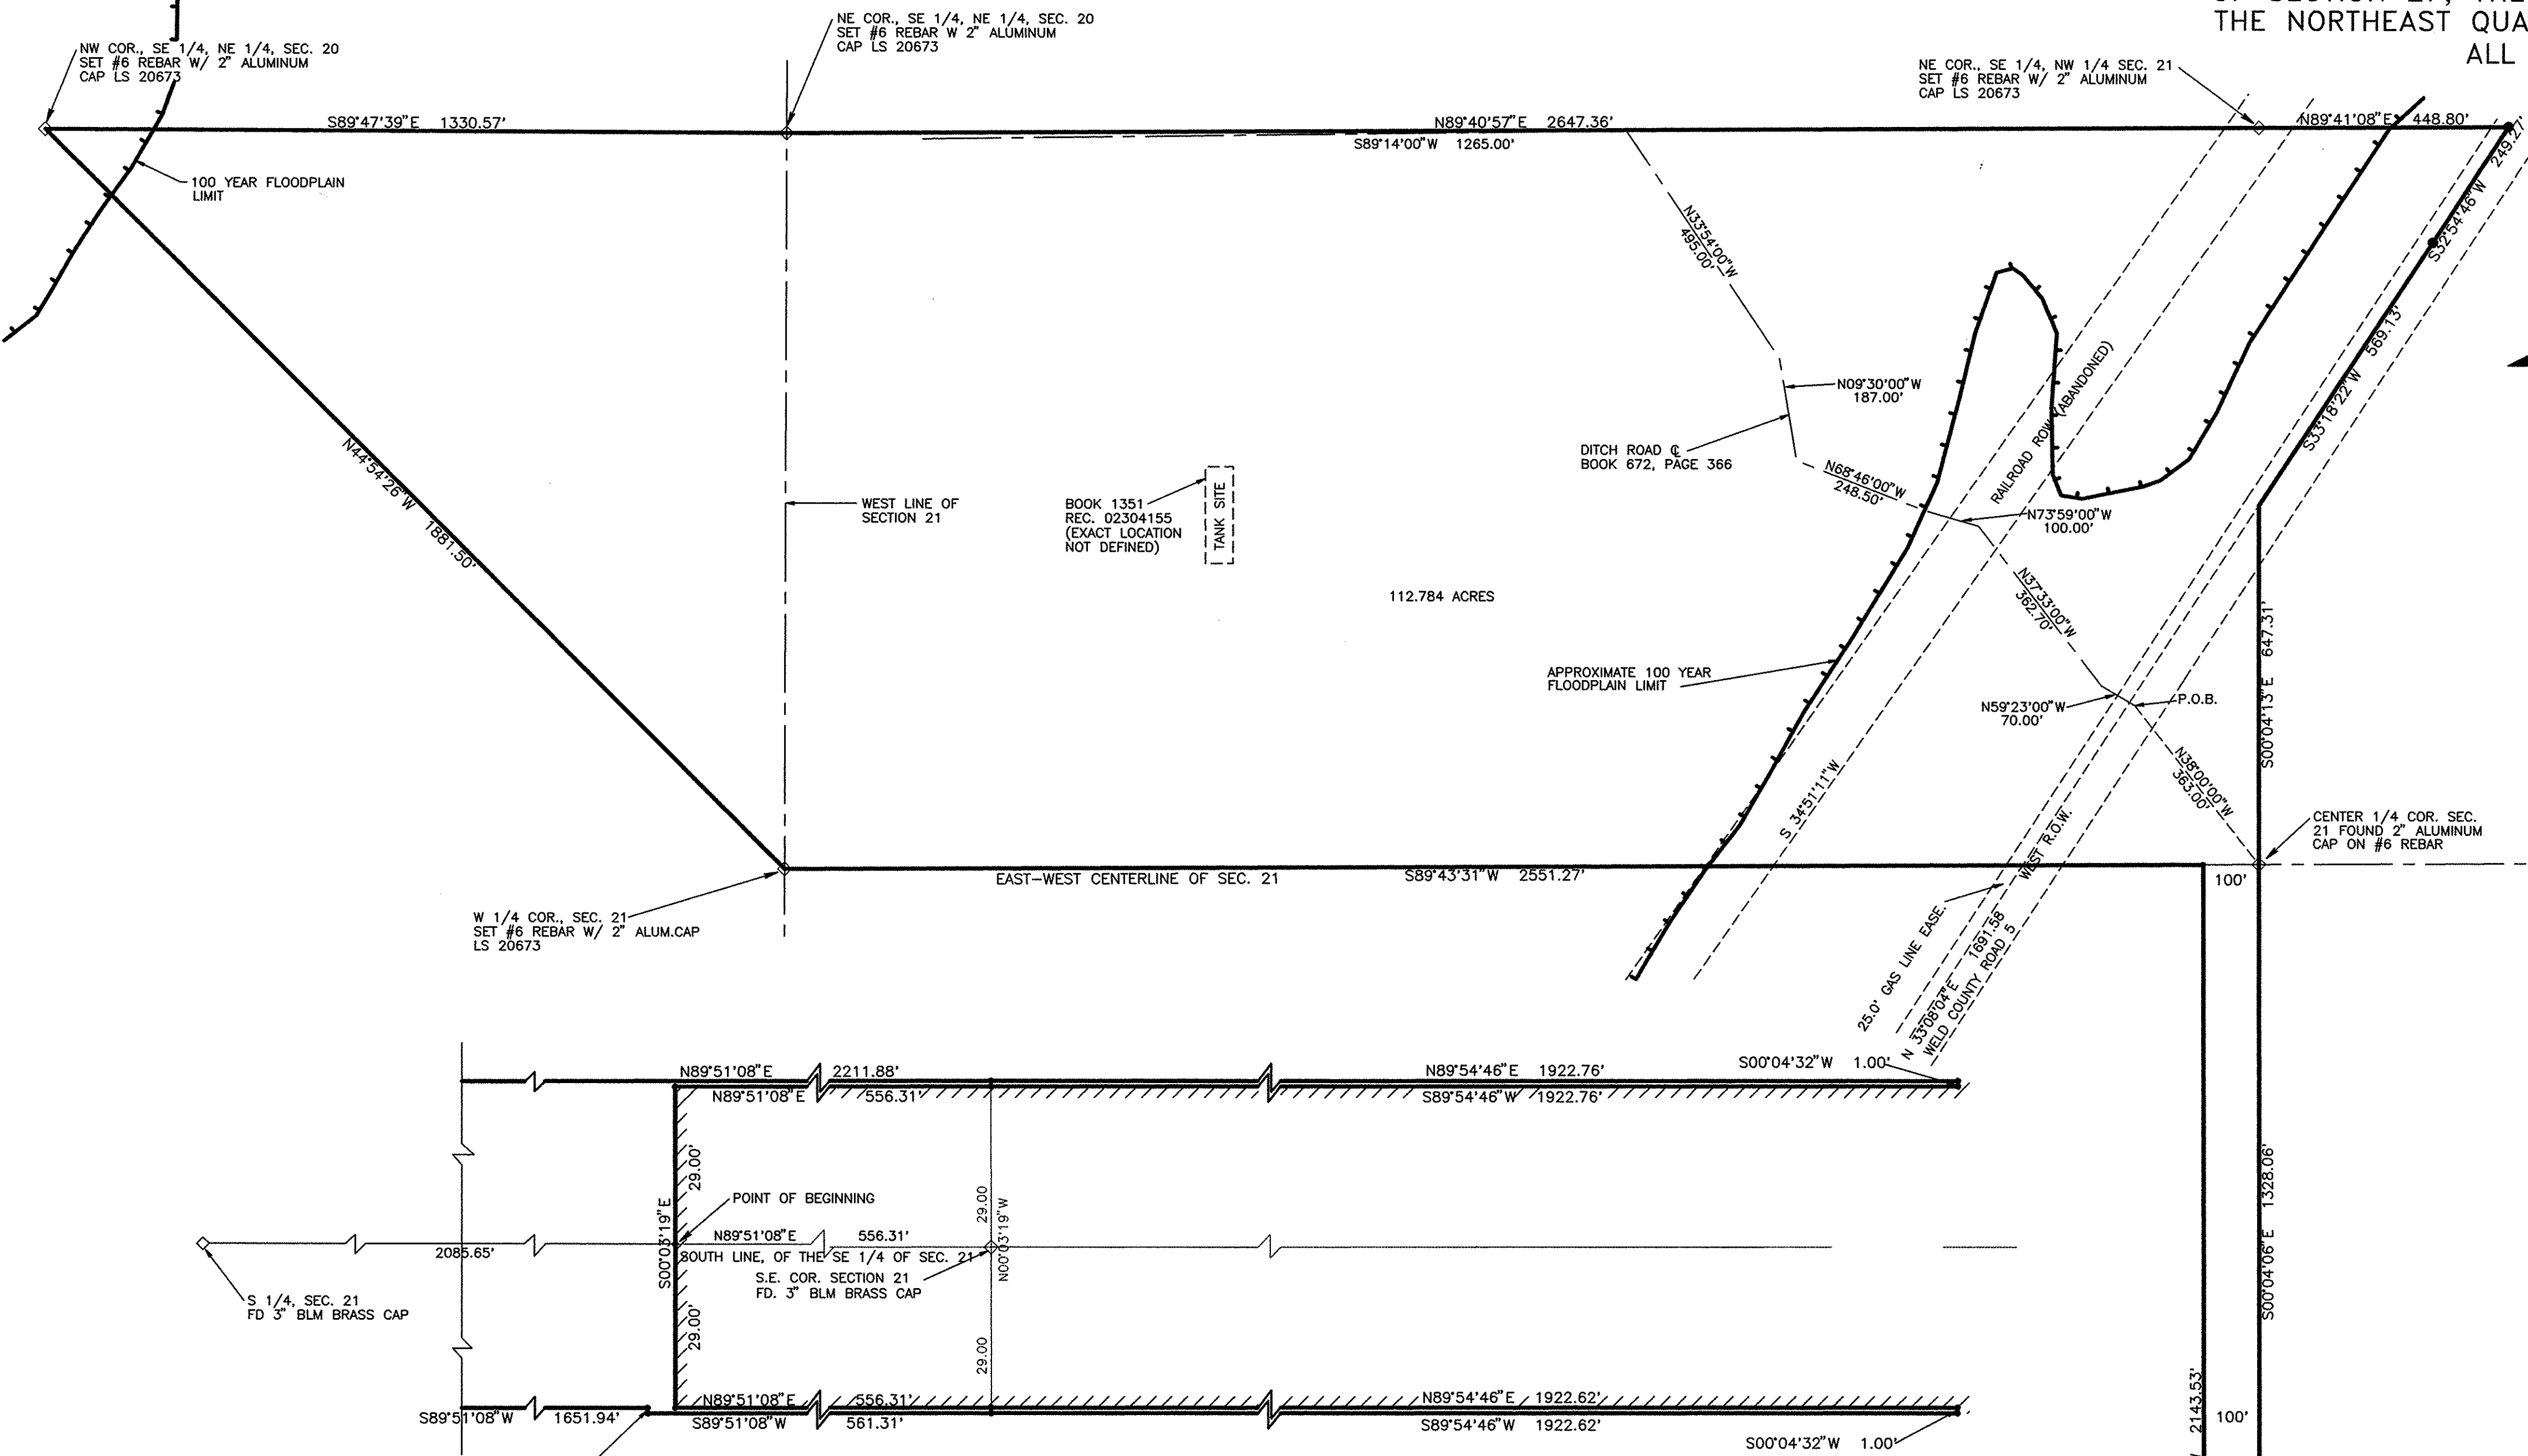 THE NORTHEAST QUA
ALL
NW COR., SE 1/4, NE 1/4, SEC. 20
SET #6 REBAR W/ 2" ALUMINUM
CAP LS 20673
NE COR., SE 1/4, NE 1/4, SEC. 20
SET #6 REBAR W 2" ALUMINUM
CAP LS 20673
NE COR., SE 1/4, NW 1/4 SEC. 21
SET #6 REBAR W/ 2" ALUMINUM
CAP LS 20673
S89°47'39"E 1330.57'
N89°40'57"E 2647.36'
S89°14'00"W 1265.00'
N89°41'08"E 448.80'
S32°54'46"W 249.27'
100 YEAR FLOODPLAIN
LIMIT
N33°54'00"W
495.00'
S33°18'22"W 569.13'
N09°30'00"W
187.00'
RAILROAD ROW (ABANDONED)
DITCH ROAD ℄
BOOK 672, PAGE 366
N68°46'00"W
248.50'
N44°54'26"W 1881.50'
WEST LINE OF
SECTION 21
BOOK 1351
REC. 02304155
(EXACT LOCATION
NOT DEFINED)
TANK SITE
N73°59'00"W
100.00'
112.784 ACRES
N37°33'00"W
362.70'
S00°04'13"E 647.31'
APPROXIMATE 100 YEAR
FLOODPLAIN LIMIT
N59°23'00"W
70.00'
P.O.B.
N38°00'00"W
363.00'
S 34°51'11"W
CENTER 1/4 COR. SEC.
21 FOUND 2" ALUMINUM
CAP ON #6 REBAR
EAST-WEST CENTERLINE OF SEC. 21
S89°43'31"W 2551.27'
100'
W 1/4 COR., SEC. 21
SET #6 REBAR W/ 2" ALUM.CAP
LS 20673
25.0' GAS LINE EASE.
WEST R.O.W.
N 33°08'04"E 1691.58
WELD COUNTY ROAD 5
N89°51'08"E 2211.88'
N89°51'08"E 556.31'
N89°54'46"E 1922.76'
S89°54'46"W 1922.76'
S00°04'32"W 1.00'
29.00'
S00°03'19"E
POINT OF BEGINNING
29.00
N00°03'19"W
N89°51'08"E 556.31'
2085.65'
SOUTH LINE, OF THE SE 1/4 OF SEC. 21
S.E. COR. SECTION 21
FD. 3" BLM BRASS CAP
S 1/4, SEC. 21
FD 3" BLM BRASS CAP
29.00'
29.00
S00°04'06"E 1328.06'
2143.53'
100'
N89°51'08"E 556.31'
S89°51'08"W 1651.94'
S89°51'08"W 561.31'
N89°54'46"E 1922.62'
S89°54'46"W 1922.62'
S00°04'32"W 1.00'